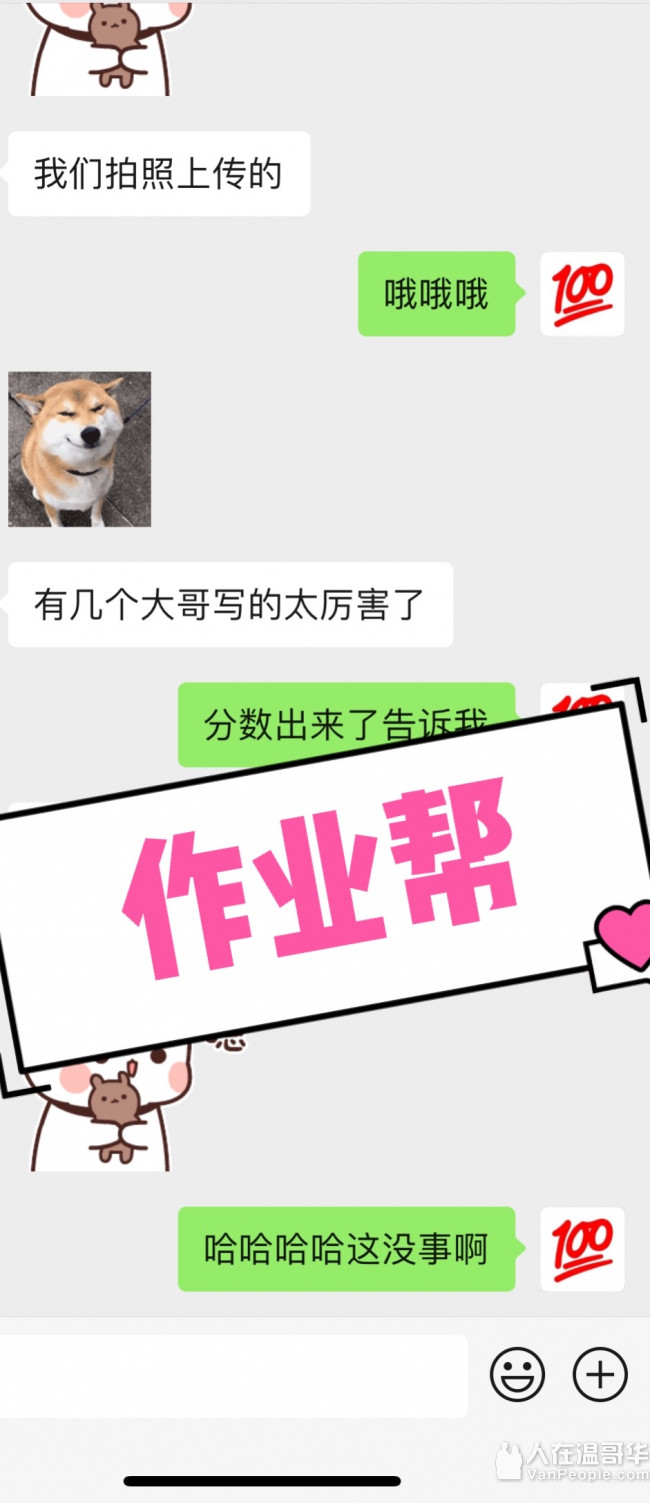 我们拍照上传的
哦哦哦
100
有几个大哥写的太厉害了
分数出来了告诉我
作业帮
哈哈哈哈这没事啊
100
人在温哥华
VanPeople.com